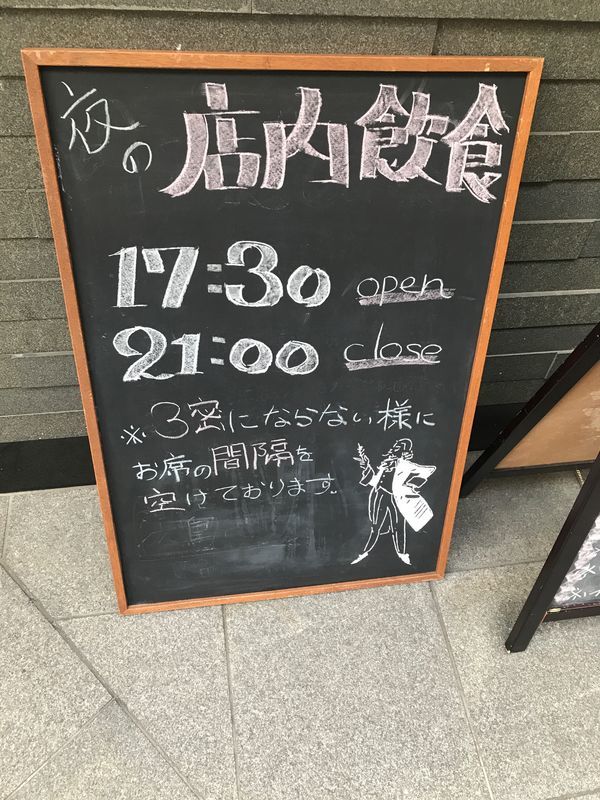 夜の店内飲食
17:30 open
21:00 close
※3密にならない様に
お席の間隔を
空けております。